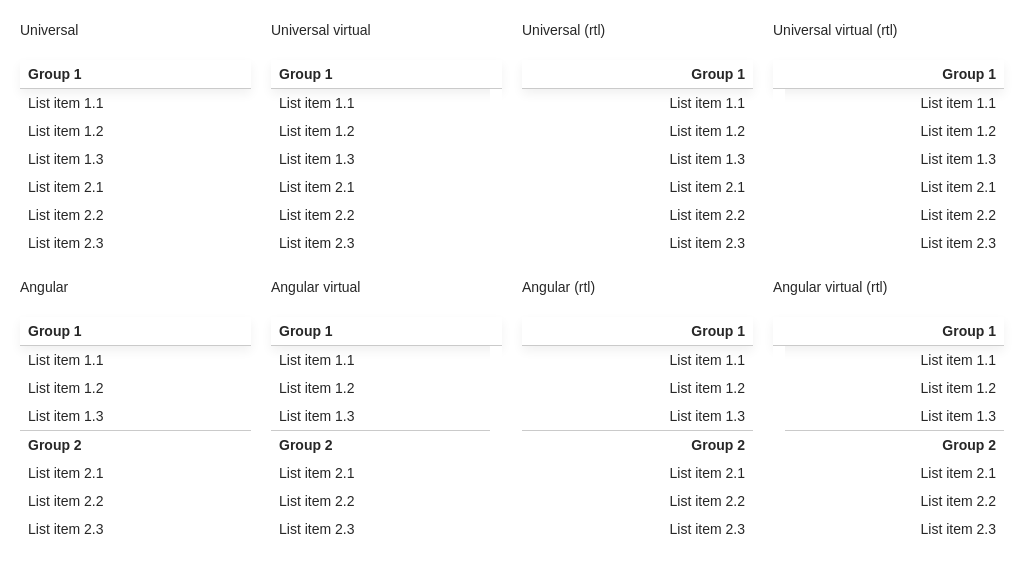 Universal
Group 1
List item 1.1
List item 1.2
List item 1.3
List item 2.1
List item 2.2
List item 2.3
Universal virtual
Group 1
List item 1.1
List item 1.2
List item 1.3
List item 2.1
List item 2.2
List item 2.3
Universal (rtl)
Group 1
List item 1.1
List item 1.2
List item 1.3
List item 2.1
List item 2.2
List item 2.3
Universal virtual (rtl)
Group 1
List item 1.1
List item 1.2
List item 1.3
List item 2.1
List item 2.2
List item 2.3
Angular
Group 1
List item 1.1
List item 1.2
List item 1.3
Group 2
List item 2.1
List item 2.2
List item 2.3
Angular virtual
Group 1
List item 1.1
List item 1.2
List item 1.3
Group 2
List item 2.1
List item 2.2
List item 2.3
Angular (rtl)
Group 1
List item 1.1
List item 1.2
List item 1.3
Group 2
List item 2.1
List item 2.2
List item 2.3
Angular virtual (rtl)
Group 1
List item 1.1
List item 1.2
List item 1.3
Group 2
List item 2.1
List item 2.2
List item 2.3